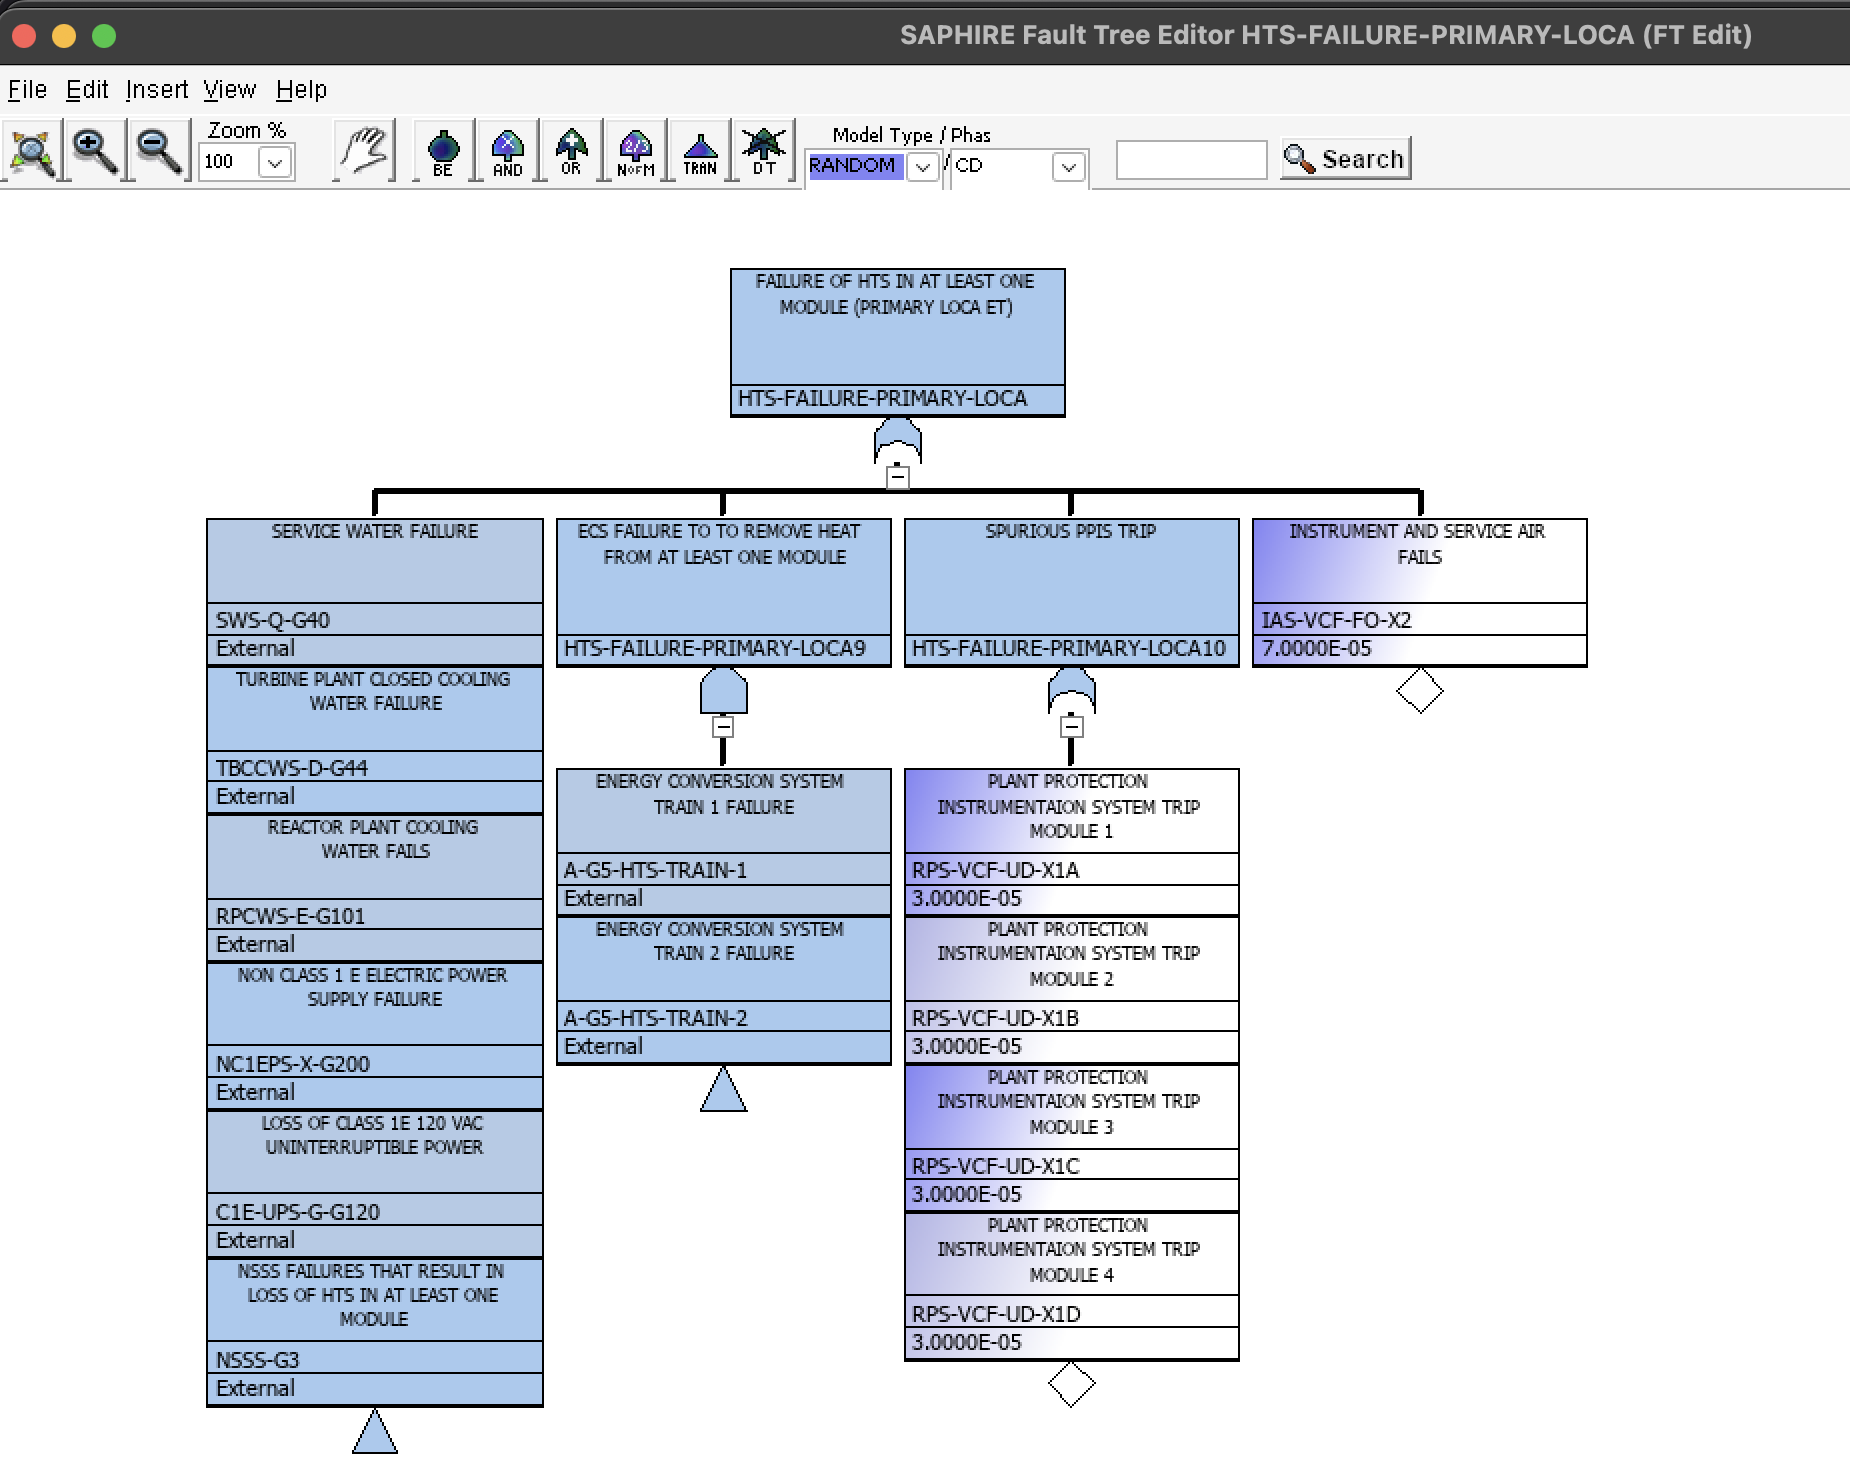 SAPHIRE Fault Tree Editor HTS-FAILURE-PRIMARY-LOCA (FT Edit)
File Edit Insert View Help
Zoom %
100
BE
AND
OR
2/3
NOFM
TRAN
DT
Model Type / Phas
RANDOM / CD
Search
FAILURE OF HTS IN AT LEAST ONE
MODULE (PRIMARY LOCA ET)
HTS-FAILURE-PRIMARY-LOCA
SERVICE WATER FAILURE
SWS-Q-G40
External
TURBINE PLANT CLOSED COOLING
WATER FAILURE
TBCCWS-D-G44
External
REACTOR PLANT COOLING
WATER FAILS
RPCWS-E-G101
External
NON CLASS 1 E ELECTRIC POWER
SUPPLY FAILURE
NC1EPS-X-G200
External
LOSS OF CLASS 1E 120 VAC
UNINTERRUPTIBLE POWER
C1E-UPS-G-G120
External
NSSS FAILURES THAT RESULT IN
LOSS OF HTS IN AT LEAST ONE
MODULE
NSSS-G3
External
ECS FAILURE TO TO REMOVE HEAT
FROM AT LEAST ONE MODULE
HTS-FAILURE-PRIMARY-LOCA9
ENERGY CONVERSION SYSTEM
TRAIN 1 FAILURE
A-G5-HTS-TRAIN-1
External
ENERGY CONVERSION SYSTEM
TRAIN 2 FAILURE
A-G5-HTS-TRAIN-2
External
SPURIOUS PPIS TRIP
HTS-FAILURE-PRIMARY-LOCA10
PLANT PROTECTION
INSTRUMENTAION SYSTEM TRIP
MODULE 1
RPS-VCF-UD-X1A
3.0000E-05
PLANT PROTECTION
INSTRUMENTAION SYSTEM TRIP
MODULE 2
RPS-VCF-UD-X1B
3.0000E-05
PLANT PROTECTION
INSTRUMENTAION SYSTEM TRIP
MODULE 3
RPS-VCF-UD-X1C
3.0000E-05
PLANT PROTECTION
INSTRUMENTAION SYSTEM TRIP
MODULE 4
RPS-VCF-UD-X1D
3.0000E-05
INSTRUMENT AND SERVICE AIR
FAILS
IAS-VCF-FO-X2
7.0000E-05